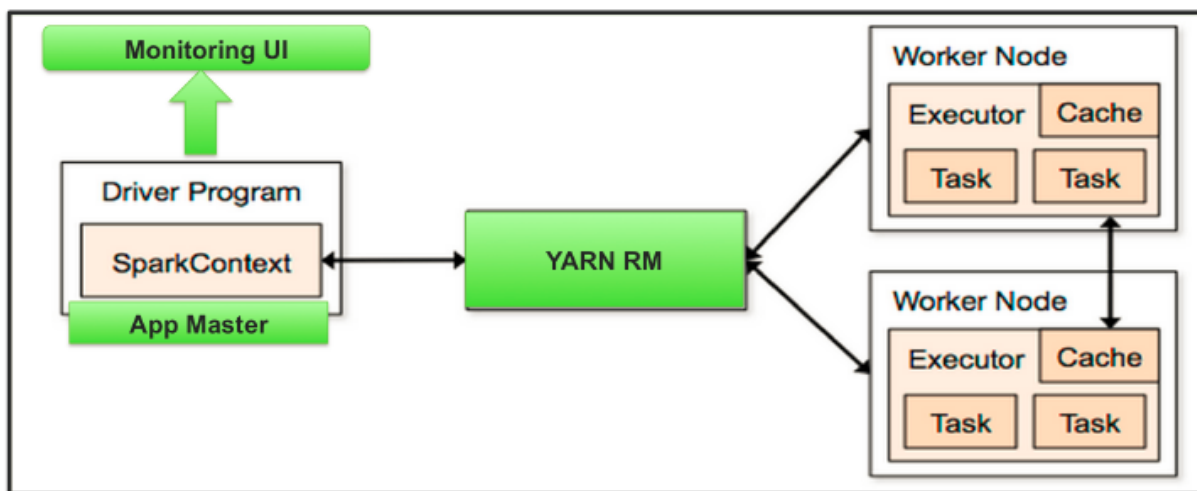 Monitoring UI
Driver Program
SparkContext
App Master
YARN RM
Worker Node
Executor Cache
Task Task
Worker Node
Executor Cache
Task Task